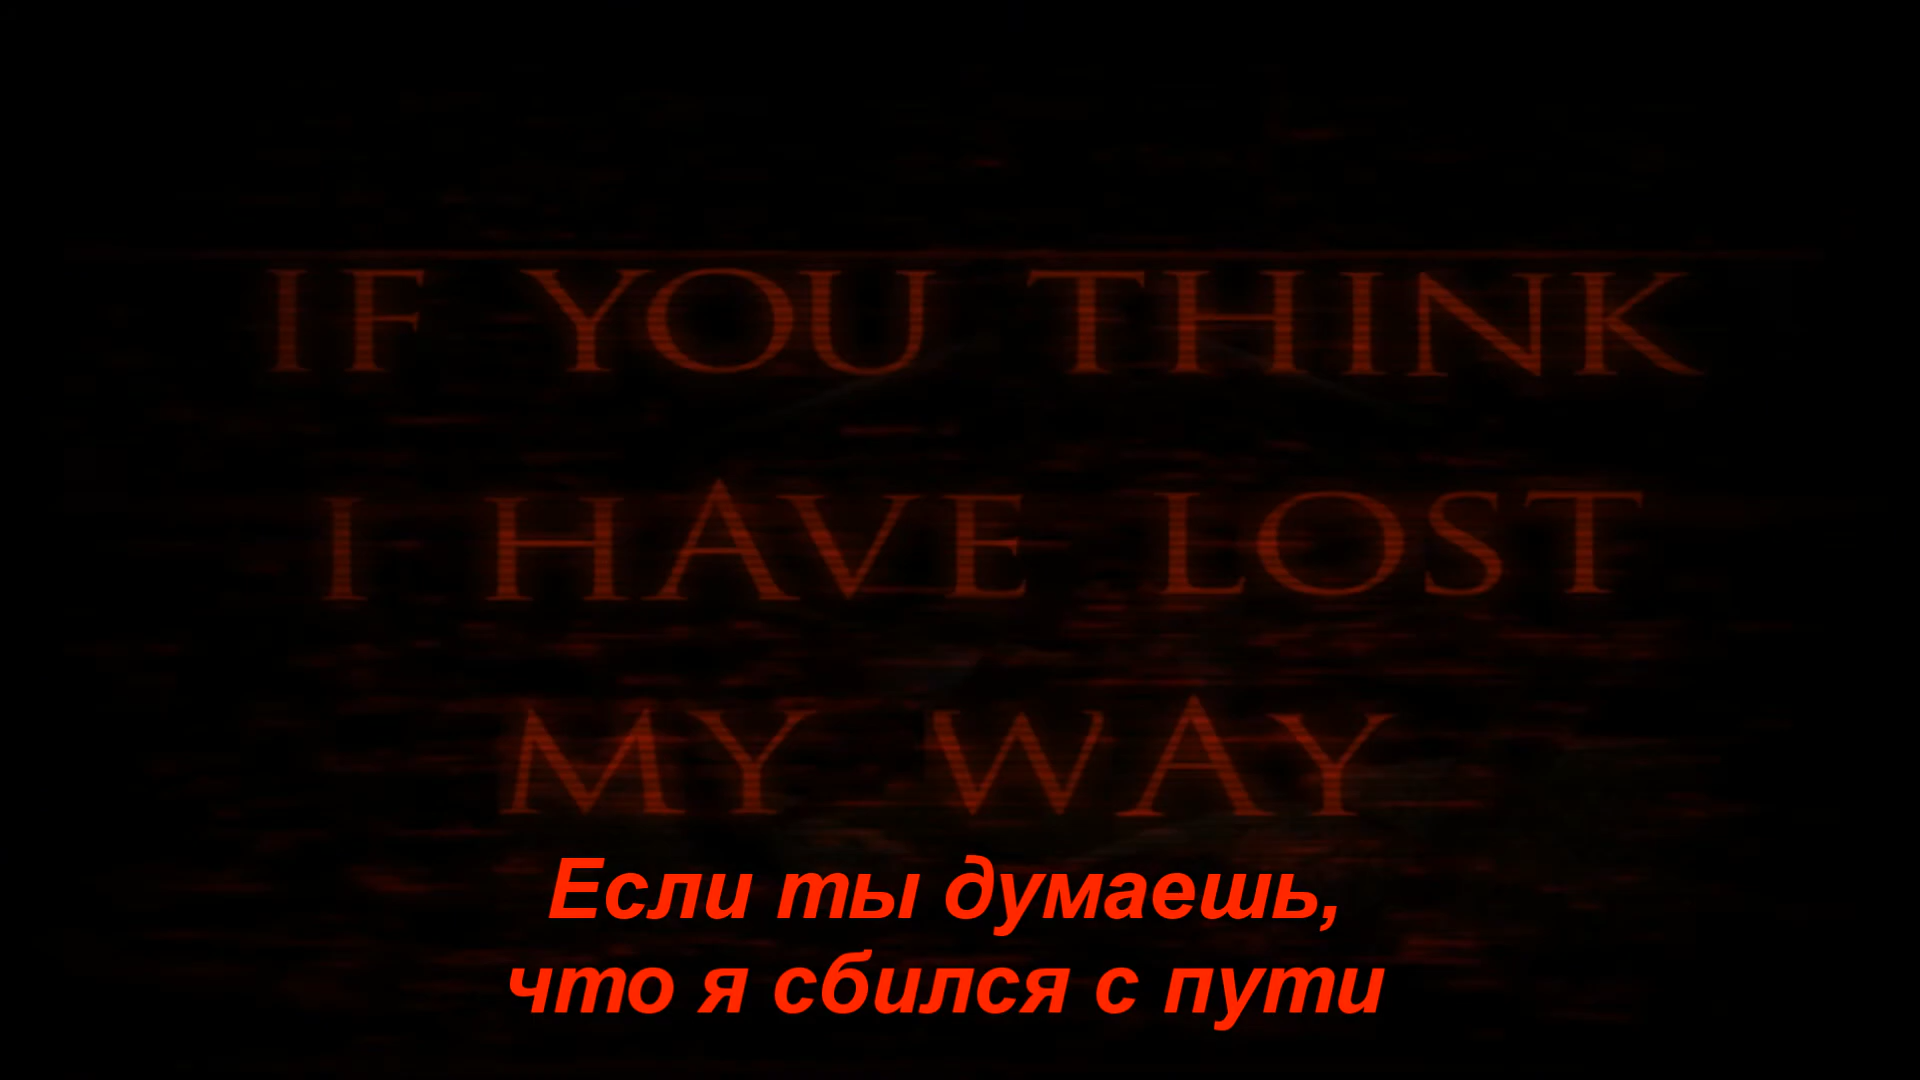 IF YOU THINK
I HAVE LOST
MY WAY
Если ты думаешь,
что я сбился с пути